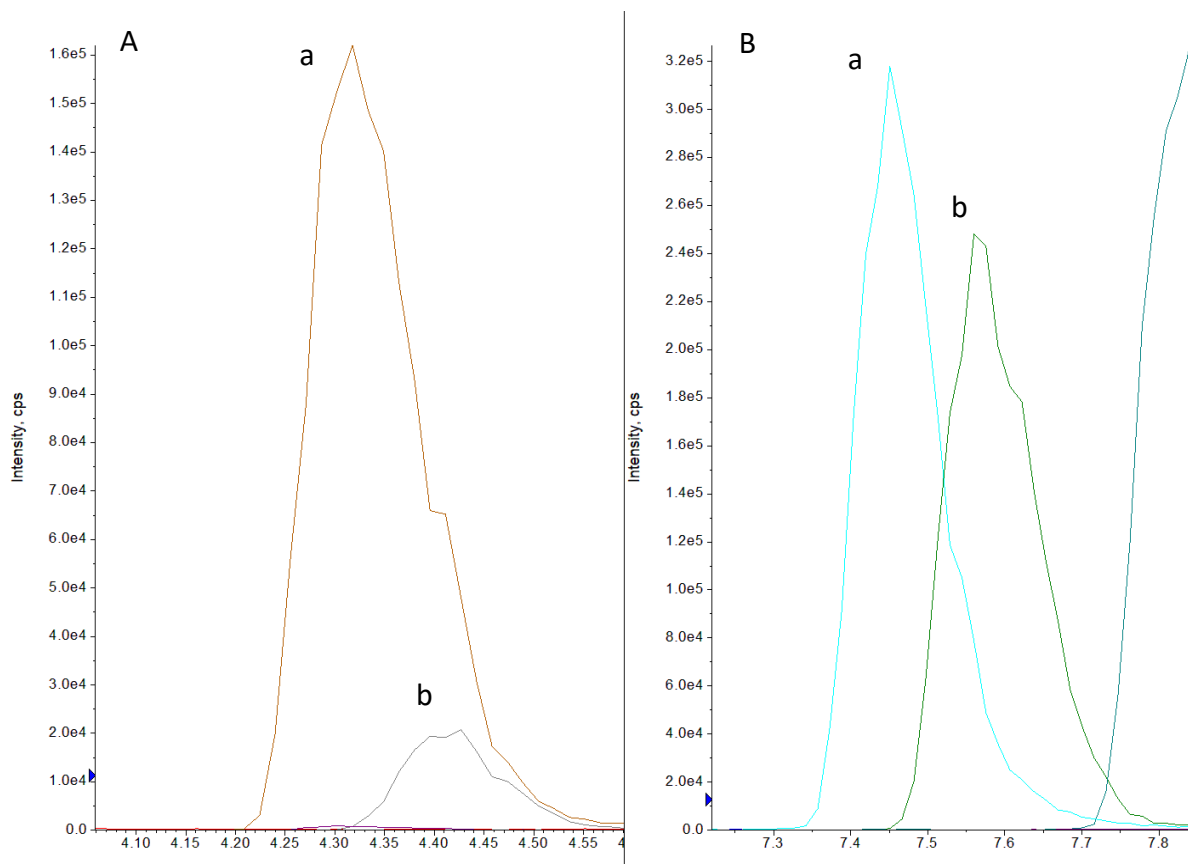 A
a
b
1.6e5
1.5e5
1.4e5
1.3e5
1.2e5
1.1e5
1.0e5
9.0e4
8.0e4
7.0e4
6.0e4
5.0e4
4.0e4
3.0e4
2.0e4
1.0e4
0.0
Intensity, cps
4.10 4.15 4.20 4.25 4.30 4.35 4.40 4.45 4.50 4.55
B
a
b
3.2e5
3.0e5
2.8e5
2.6e5
2.4e5
2.2e5
2.0e5
1.8e5
1.6e5
1.4e5
1.2e5
1.0e5
8.0e4
6.0e4
4.0e4
2.0e4
0.0
Intensity, cps
7.3 7.4 7.5 7.6 7.7 7.8